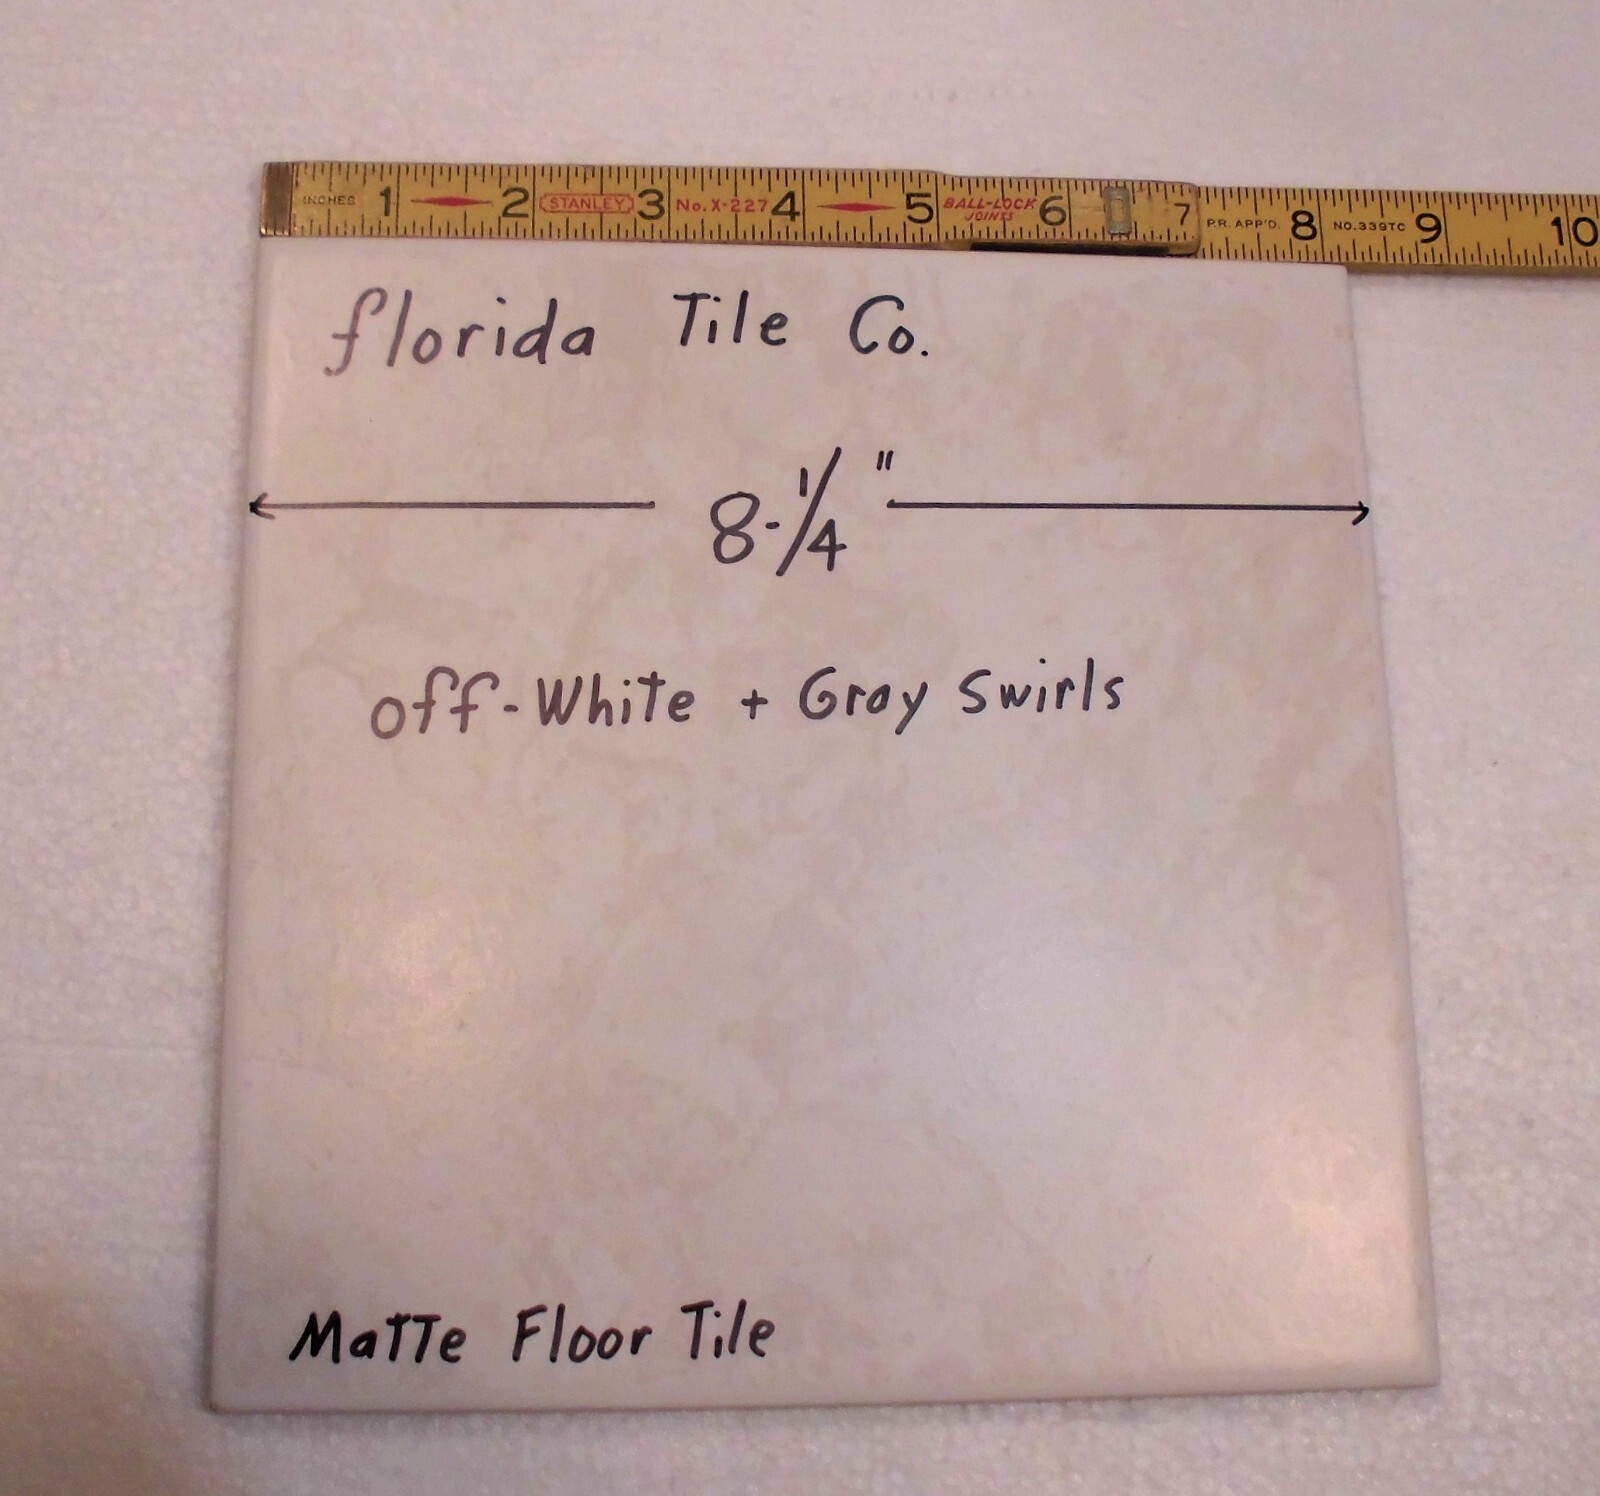 INCHES 1 2 STANLEY 3 No. X-227 4 5 BALL-LOCK JOINTS 6 7 P.R. APP'D. 8 NO.339TC 9 10
florida Tile Co.
8-1/4"
off-White + Gray Swirls
Matte Floor Tile